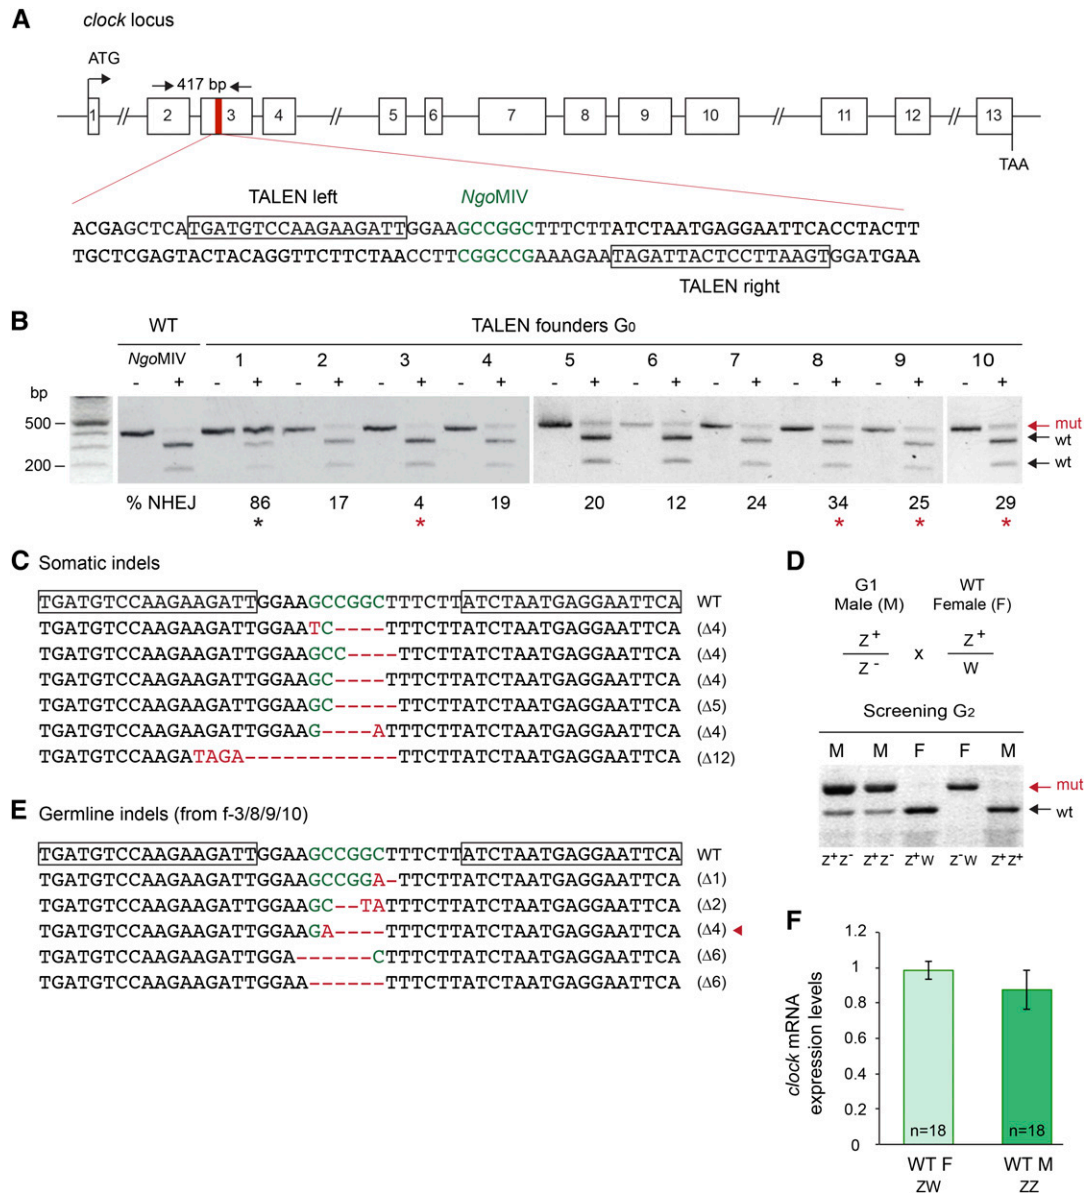 A
clock locus
ATG
417 bp
1 // 2 3 4 // 5 6 7 8 9 10 // 11 12 // 13
TAA
TALEN left NgoMIV
ACGAGCTCATGATGTCCAAGAAGATTGGAAGCCGGCTTTCTTATCTAATGAGGAATTCACCTACTT
TGCTCGAGTACTACAGGTTCTTCTAACCTTCGGCCGAAAGAATAGATTACTCCTTAAGTGGATGAA
TALEN right
B
WT TALEN founders G0
NgoMIV 1 2 3 4 5 6 7 8 9 10
- + - + - + - + - + - + - + - + - + - + - +
bp
500
200
mut
wt
wt
% NHEJ 86 17 4 19 20 12 24 34 25 29
* * * * *
C Somatic indels
TGATGTCCAAGAAGATTGGAAGCCGGCTTTCTTATCTAATGAGGAATTCA WT
TGATGTCCAAGAAGATTGGAATC----TTTCTTATCTAATGAGGAATTCA (Δ4)
TGATGTCCAAGAAGATTGGAAGCC----TTCTTATCTAATGAGGAATTCA (Δ4)
TGATGTCCAAGAAGATTGGAAGC----TTTCTTATCTAATGAGGAATTCA (Δ4)
TGATGTCCAAGAAGATTGGAAGC-----TTCTTATCTAATGAGGAATTCA (Δ5)
TGATGTCCAAGAAGATTGGAAG----ATTTCTTATCTAATGAGGAATTCA (Δ4)
TGATGTCCAAGATAGA------------TTCTTATCTAATGAGGAATTCA (Δ12)
D
G1 WT
Male (M) Female (F)
Z+ x Z+
Z- W
Screening G2
M M F F M
mut
wt
z+z- z+z- z+w z-w z+z+
E Germline indels (from f-3/8/9/10)
TGATGTCCAAGAAGATTGGAAGCCGGCTTTCTTATCTAATGAGGAATTCA WT
TGATGTCCAAGAAGATTGGAAGCCGGA-TTCTTATCTAATGAGGAATTCA (Δ1)
TGATGTCCAAGAAGATTGGAAGC--TATTTCTTATCTAATGAGGAATTCA (Δ2)
TGATGTCCAAGAAGATTGGAAGA----TTTCTTATCTAATGAGGAATTCA (Δ4)
TGATGTCCAAGAAGATTGGA------CTTTCTTATCTAATGAGGAATTCA (Δ6)
TGATGTCCAAGAAGATTGGAA------TTTCTTATCTAATGAGGAATTCA (Δ6)
F
clock mRNA
expression levels
1.2
1
0.8
0.6
0.4
0.2
0
n=18 n=18
WT F WT M
ZW ZZ